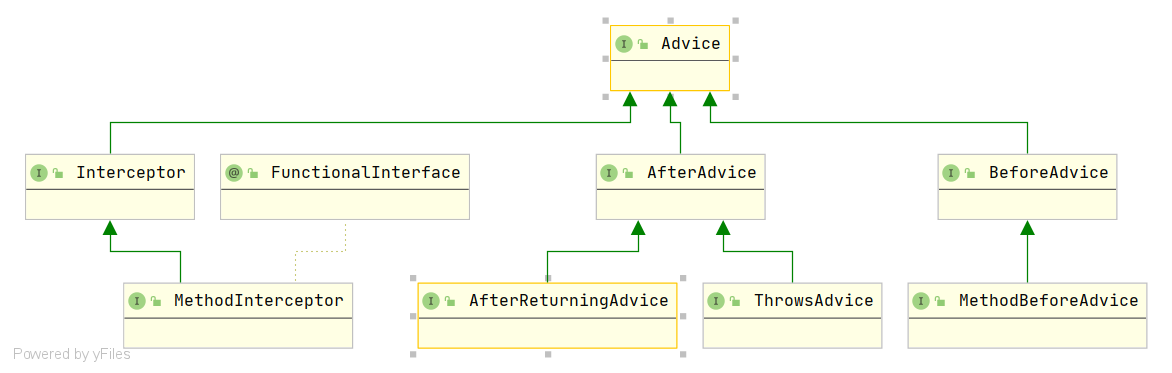 I Advice
I Interceptor
@ FunctionalInterface
I AfterAdvice
I BeforeAdvice
I MethodInterceptor
I AfterReturningAdvice
I ThrowsAdvice
I MethodBeforeAdvice
Powered by yFiles